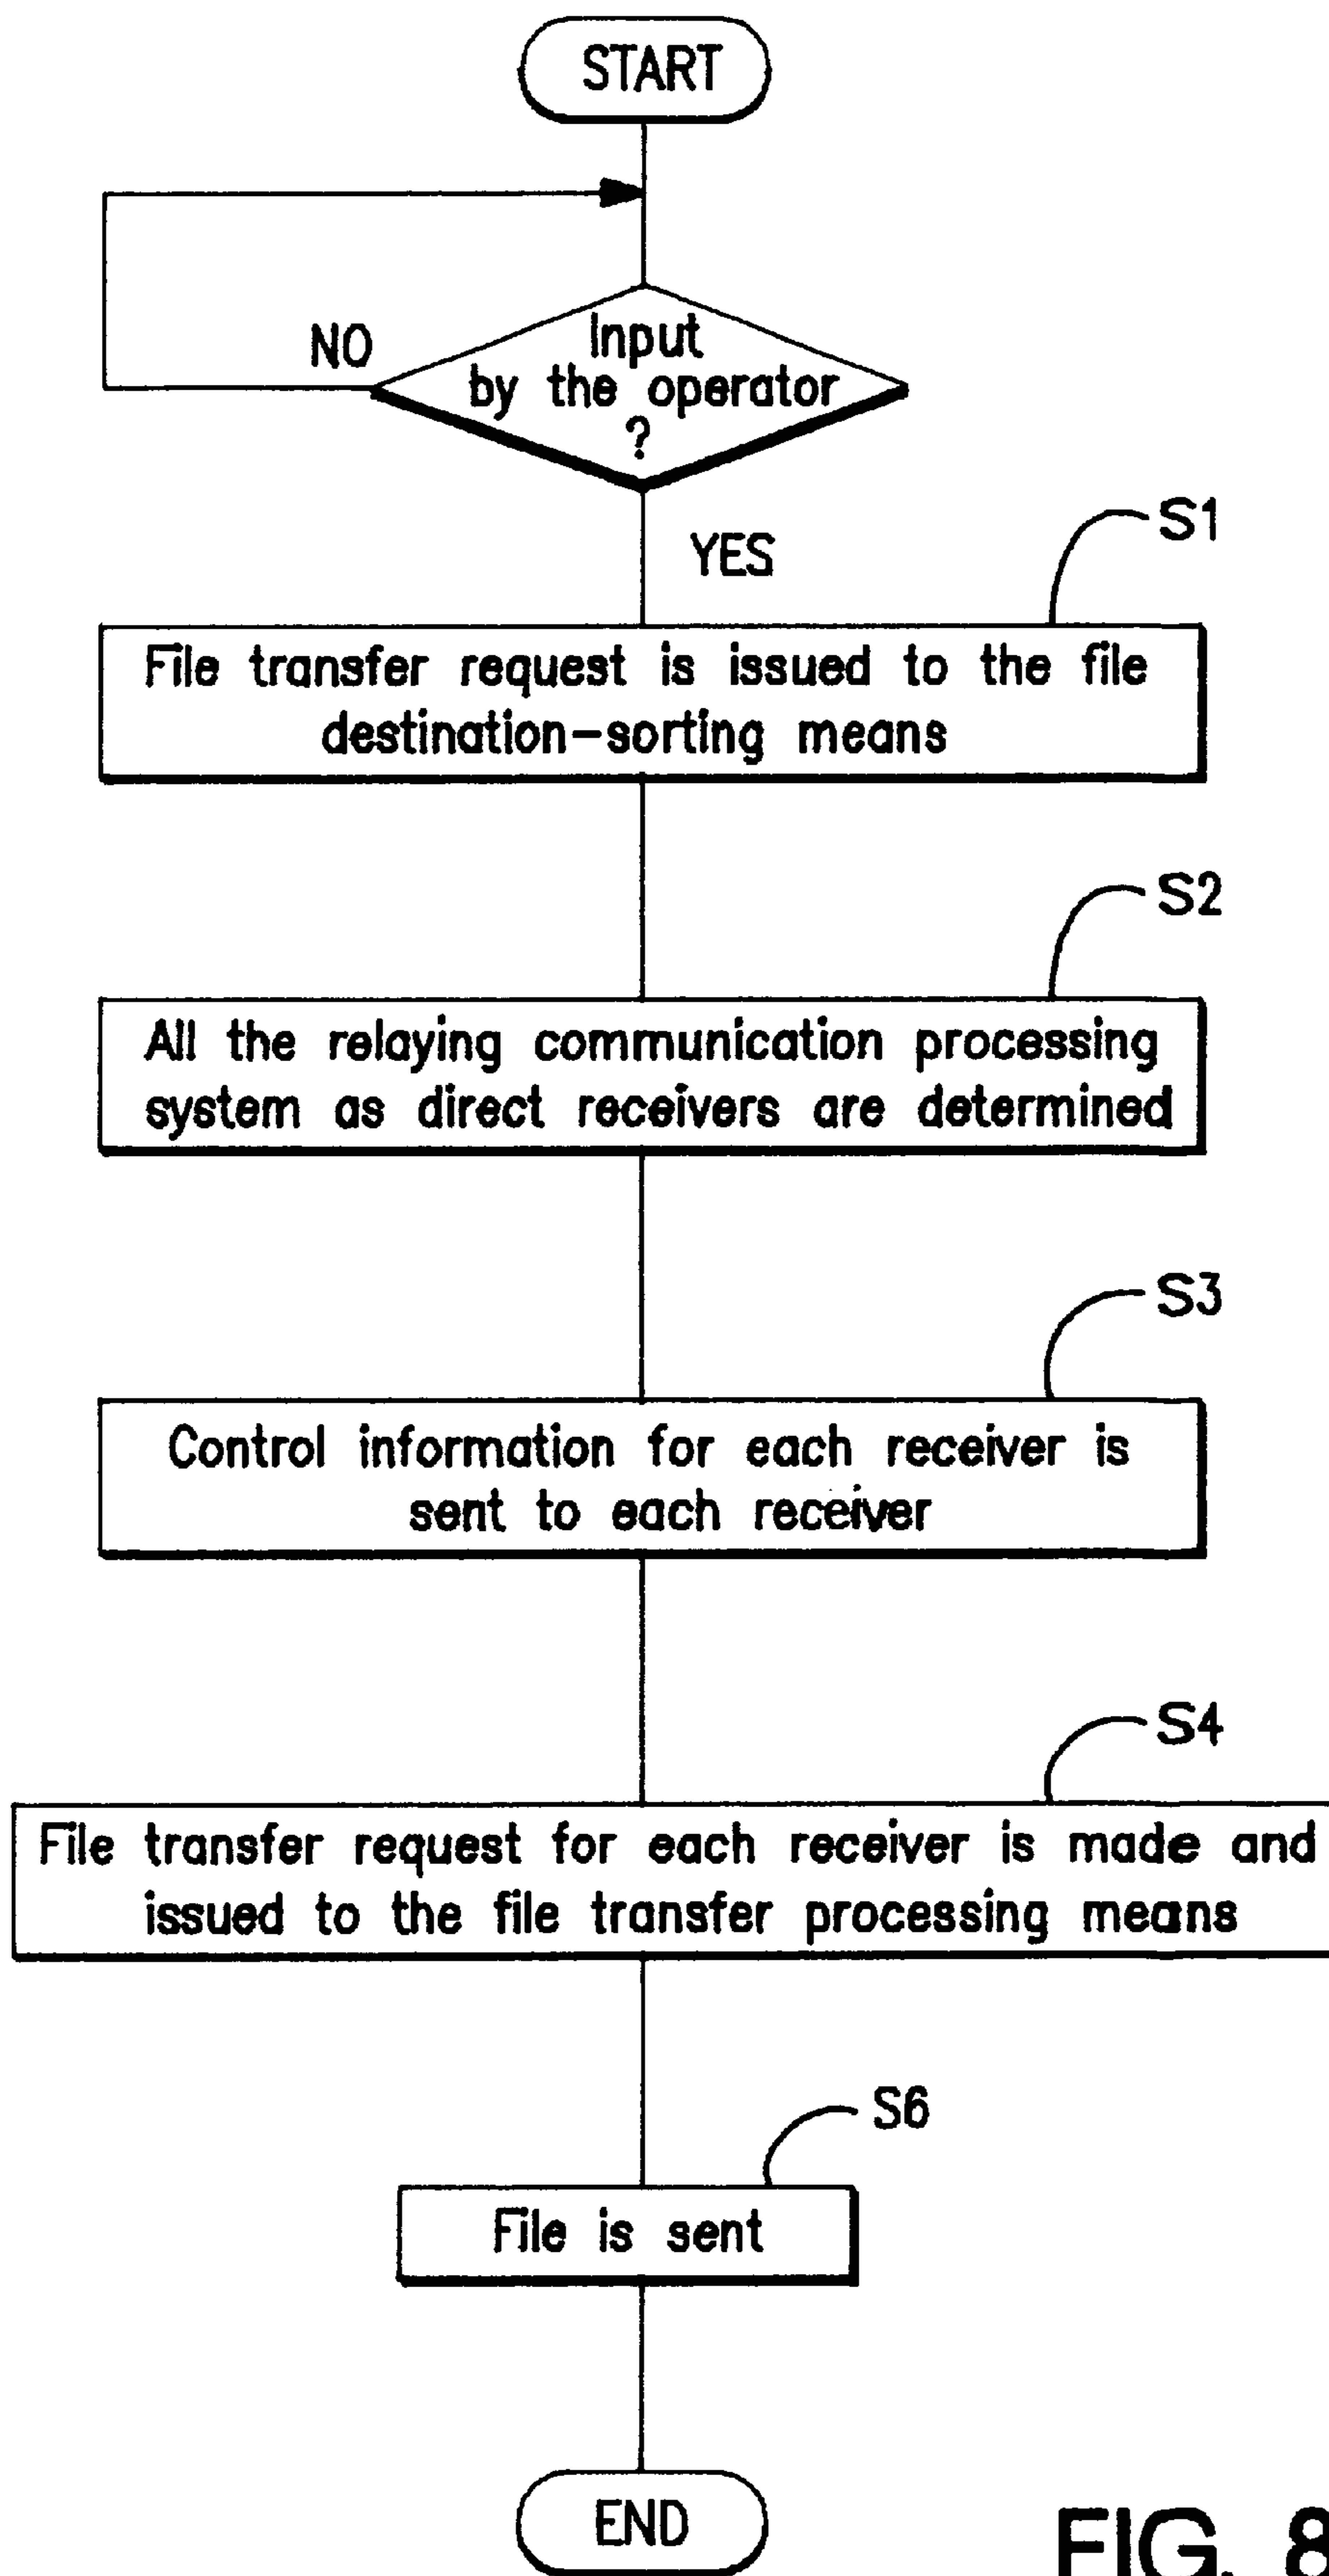 START
NO
Input
by the operator
?
YES
S1
File transfer request is issued to the file
destination-sorting means
S2
All the relaying communication processing
system as direct receivers are determined
S3
Control information for each receiver is
sent to each receiver
S4
File transfer request for each receiver is made and
issued to the file transfer processing means
S6
File is sent
END
FIG. 8